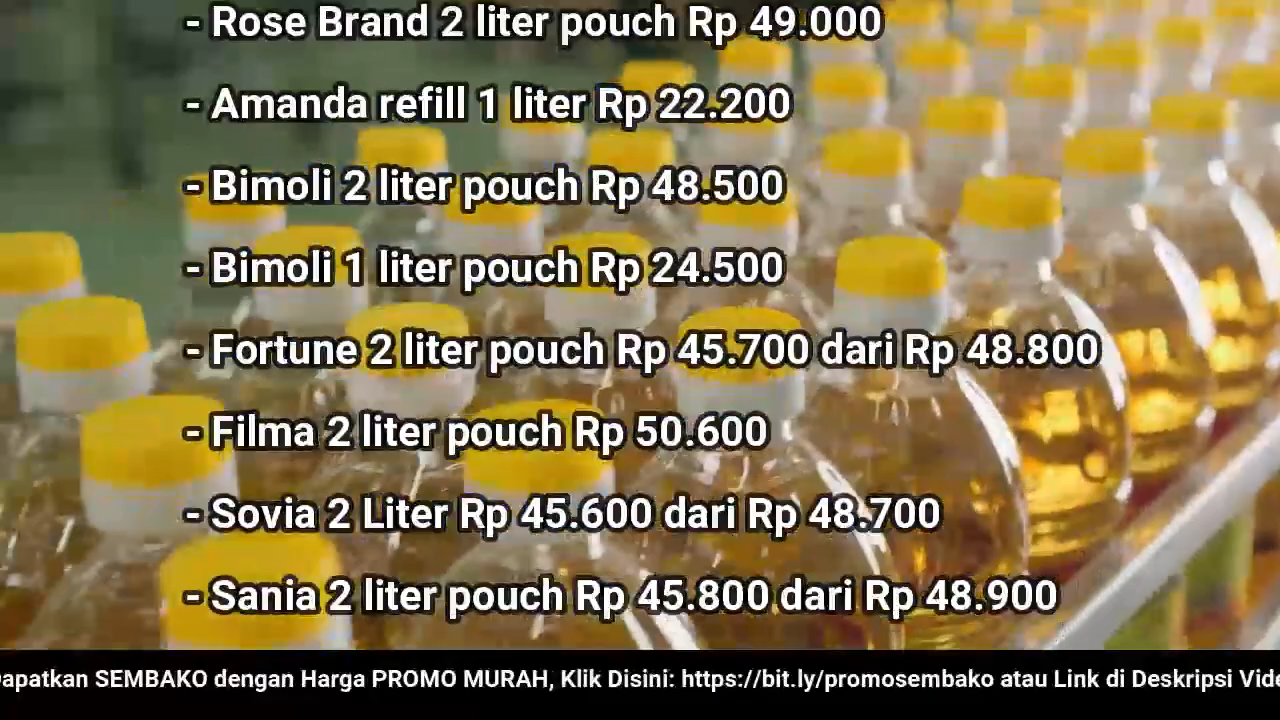 - Rose Brand 2 liter pouch Rp 49.000
- Amanda refill 1 liter Rp 22.200
- Bimoli 2 liter pouch Rp 48.500
- Bimoli 1 liter pouch Rp 24.500
- Fortune 2 liter pouch Rp 45.700 dari Rp 48.800
- Filma 2 liter pouch Rp 50.600
- Sovia 2 Liter Rp 45.600 dari Rp 48.700
- Sania 2 liter pouch Rp 45.800 dari Rp 48.900
apatkan SEMBAKO dengan Harga PROMO MURAH, Klik Disini: https://bit.ly/promosembako atau Link di Deskripsi Vide